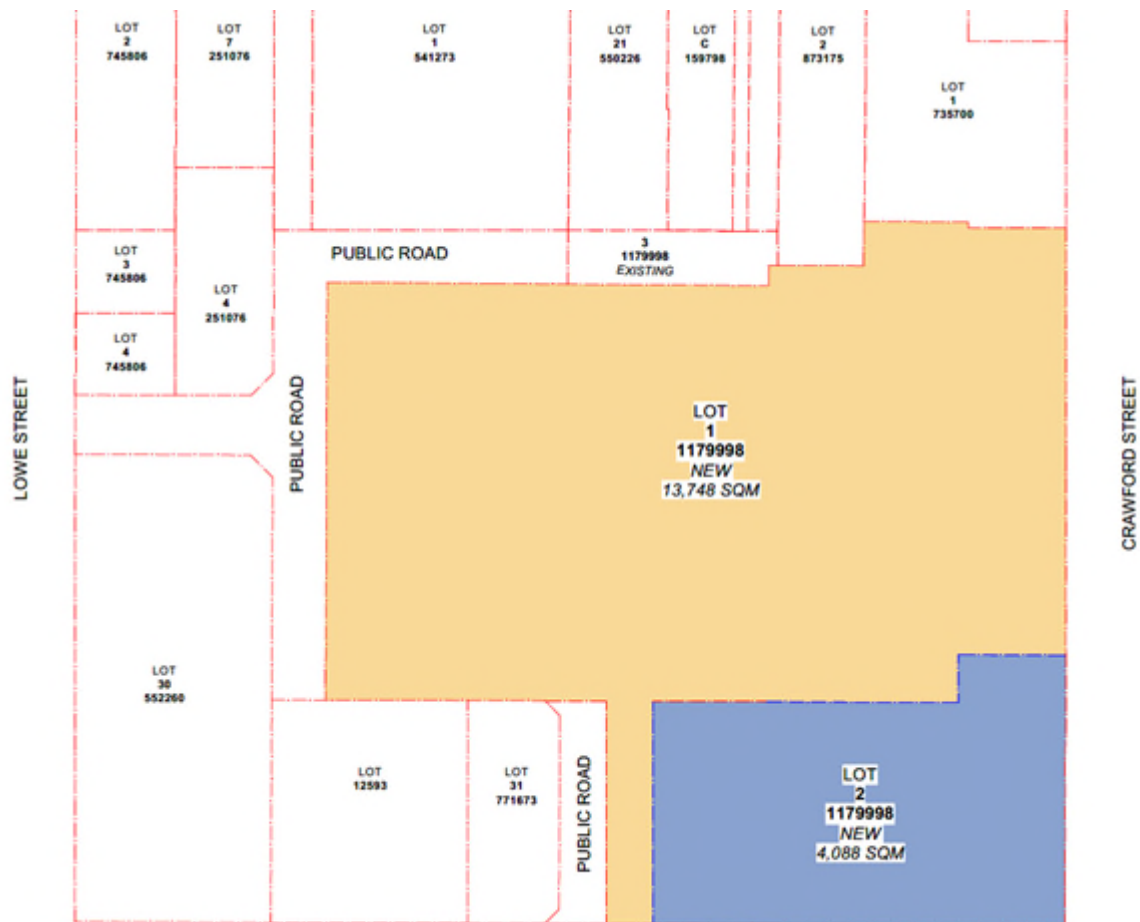 LOT
2
745806
LOT
7
251076
LOT
1
541273
LOT
21
550226
LOT
C
159798
LOT
2
873175
LOT
1
735700
LOT
3
745806
LOT
4
251076
LOT
4
745806
PUBLIC ROAD
3
1179998
EXISTING
LOWE STREET
PUBLIC ROAD
LOT
1
1179998
NEW
13,748 SQM
CRAWFORD STREET
LOT
30
552260
LOT
12593
LOT
31
771673
PUBLIC ROAD
LOT
2
1179998
NEW
4,088 SQM